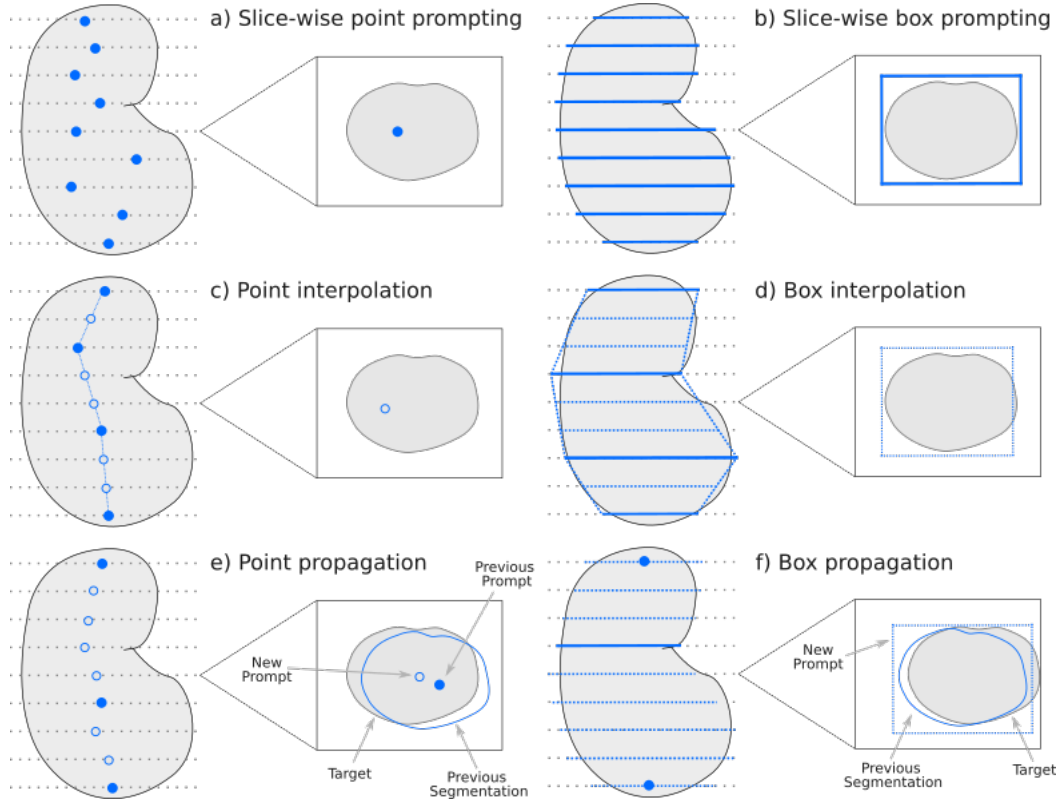 a) Slice-wise point prompting
b) Slice-wise box prompting
c) Point interpolation
d) Box interpolation
e) Point propagation
Previous
Prompt
New
Prompt
Target
Previous
Segmentation
f) Box propagation
New
Prompt
Previous
Segmentation
Target